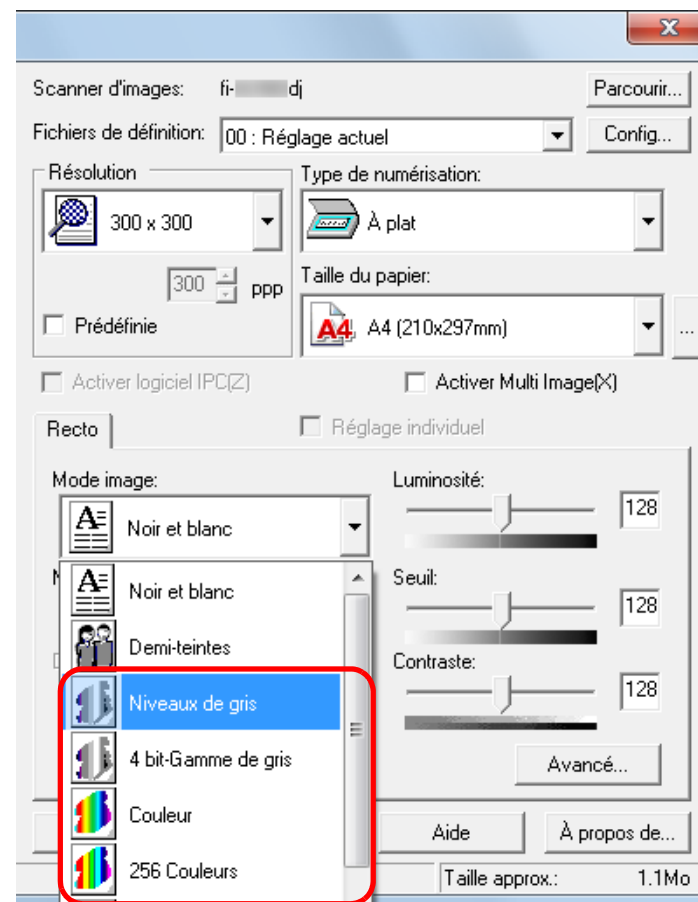 x
Scanner d'images: fi- dj Parcourir...
Fichiers de définition: 00 : Réglage actuel Config...
Résolution
Type de numérisation:
300 x 300
À plat
300 ppp
Taille du papier:
Prédéfinie
A4 A4 (210x297mm) ...
Activer logiciel IPC(Z)
Activer Multi Image(X)
Recto
Réglage individuel
Mode image:
Luminosité:
A Noir et blanc
128
A Noir et blanc
Seuil:
128
Demi-teintes
Contraste:
Niveaux de gris
128
4 bit-Gamme de gris
Avancé...
Couleur
Aide
À propos de...
256 Couleurs
Taille approx.: 1.1Mo